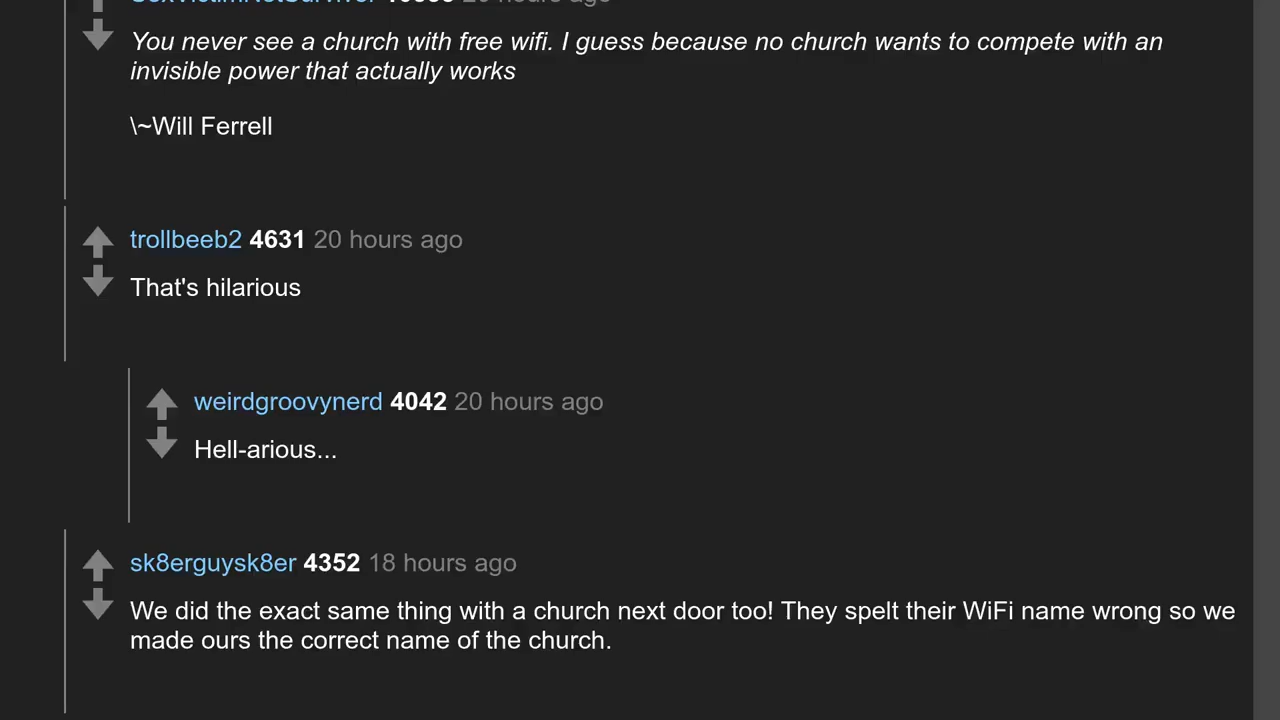 You never see a church with free wifi. I guess because no church wants to compete with an
invisible power that actually works
\~Will Ferrell
trollbeeb2 4631 20 hours ago
That's hilarious
weirdgroovynerd 4042 20 hours ago
Hell-arious...
sk8erguysk8er 4352 18 hours ago
We did the exact same thing with a church next door too! They spelt their WiFi name wrong so we
made ours the correct name of the church.